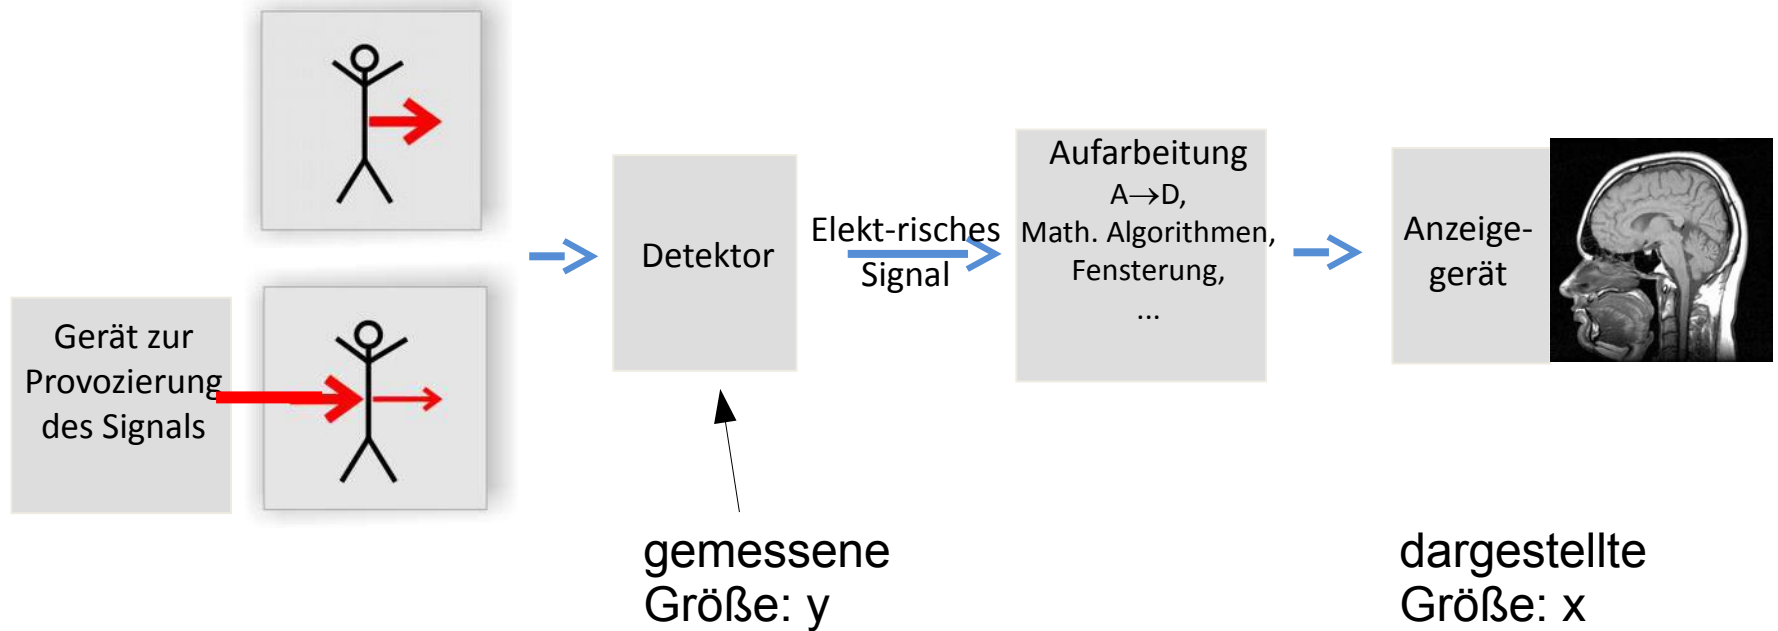 Gerät zur
Provozierung
des Signals
Detektor
Elekt-risches
Signal
Aufarbeitung
A→D,
Math. Algorithmen,
Fensterung,
...
Anzeige-
gerät
gemessene
Größe: y
dargestellte
Größe: x